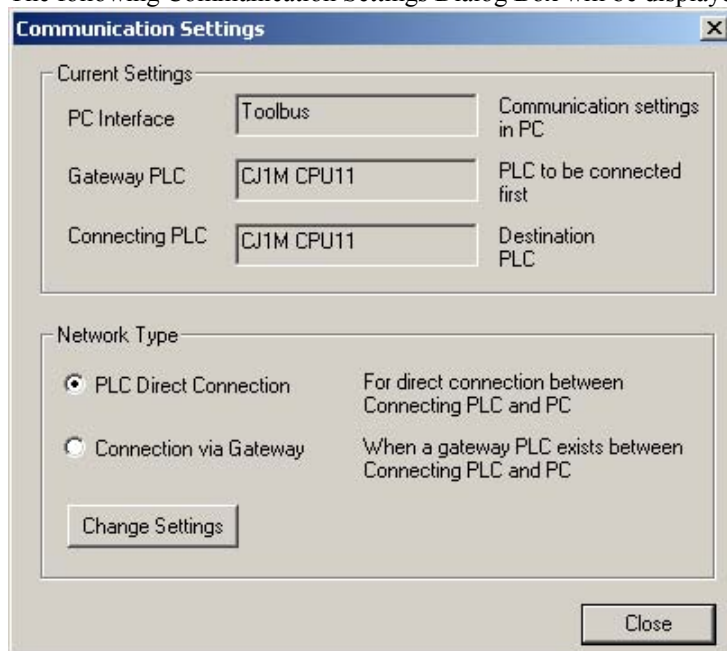 The following Communication Settings Dialog Box will be displaye
Communication Settings
Current Settings
PC Interface
Toolbus
Communication settings
in PC
Gateway PLC
CJ1M CPU11
PLC to be connected
first
Connecting PLC
CJ1M CPU11
Destination
PLC
Network Type
PLC Direct Connection
For direct connection between
Connecting PLC and PC
Connection via Gateway
When a gateway PLC exists between
Connecting PLC and PC
Change Settings
Close